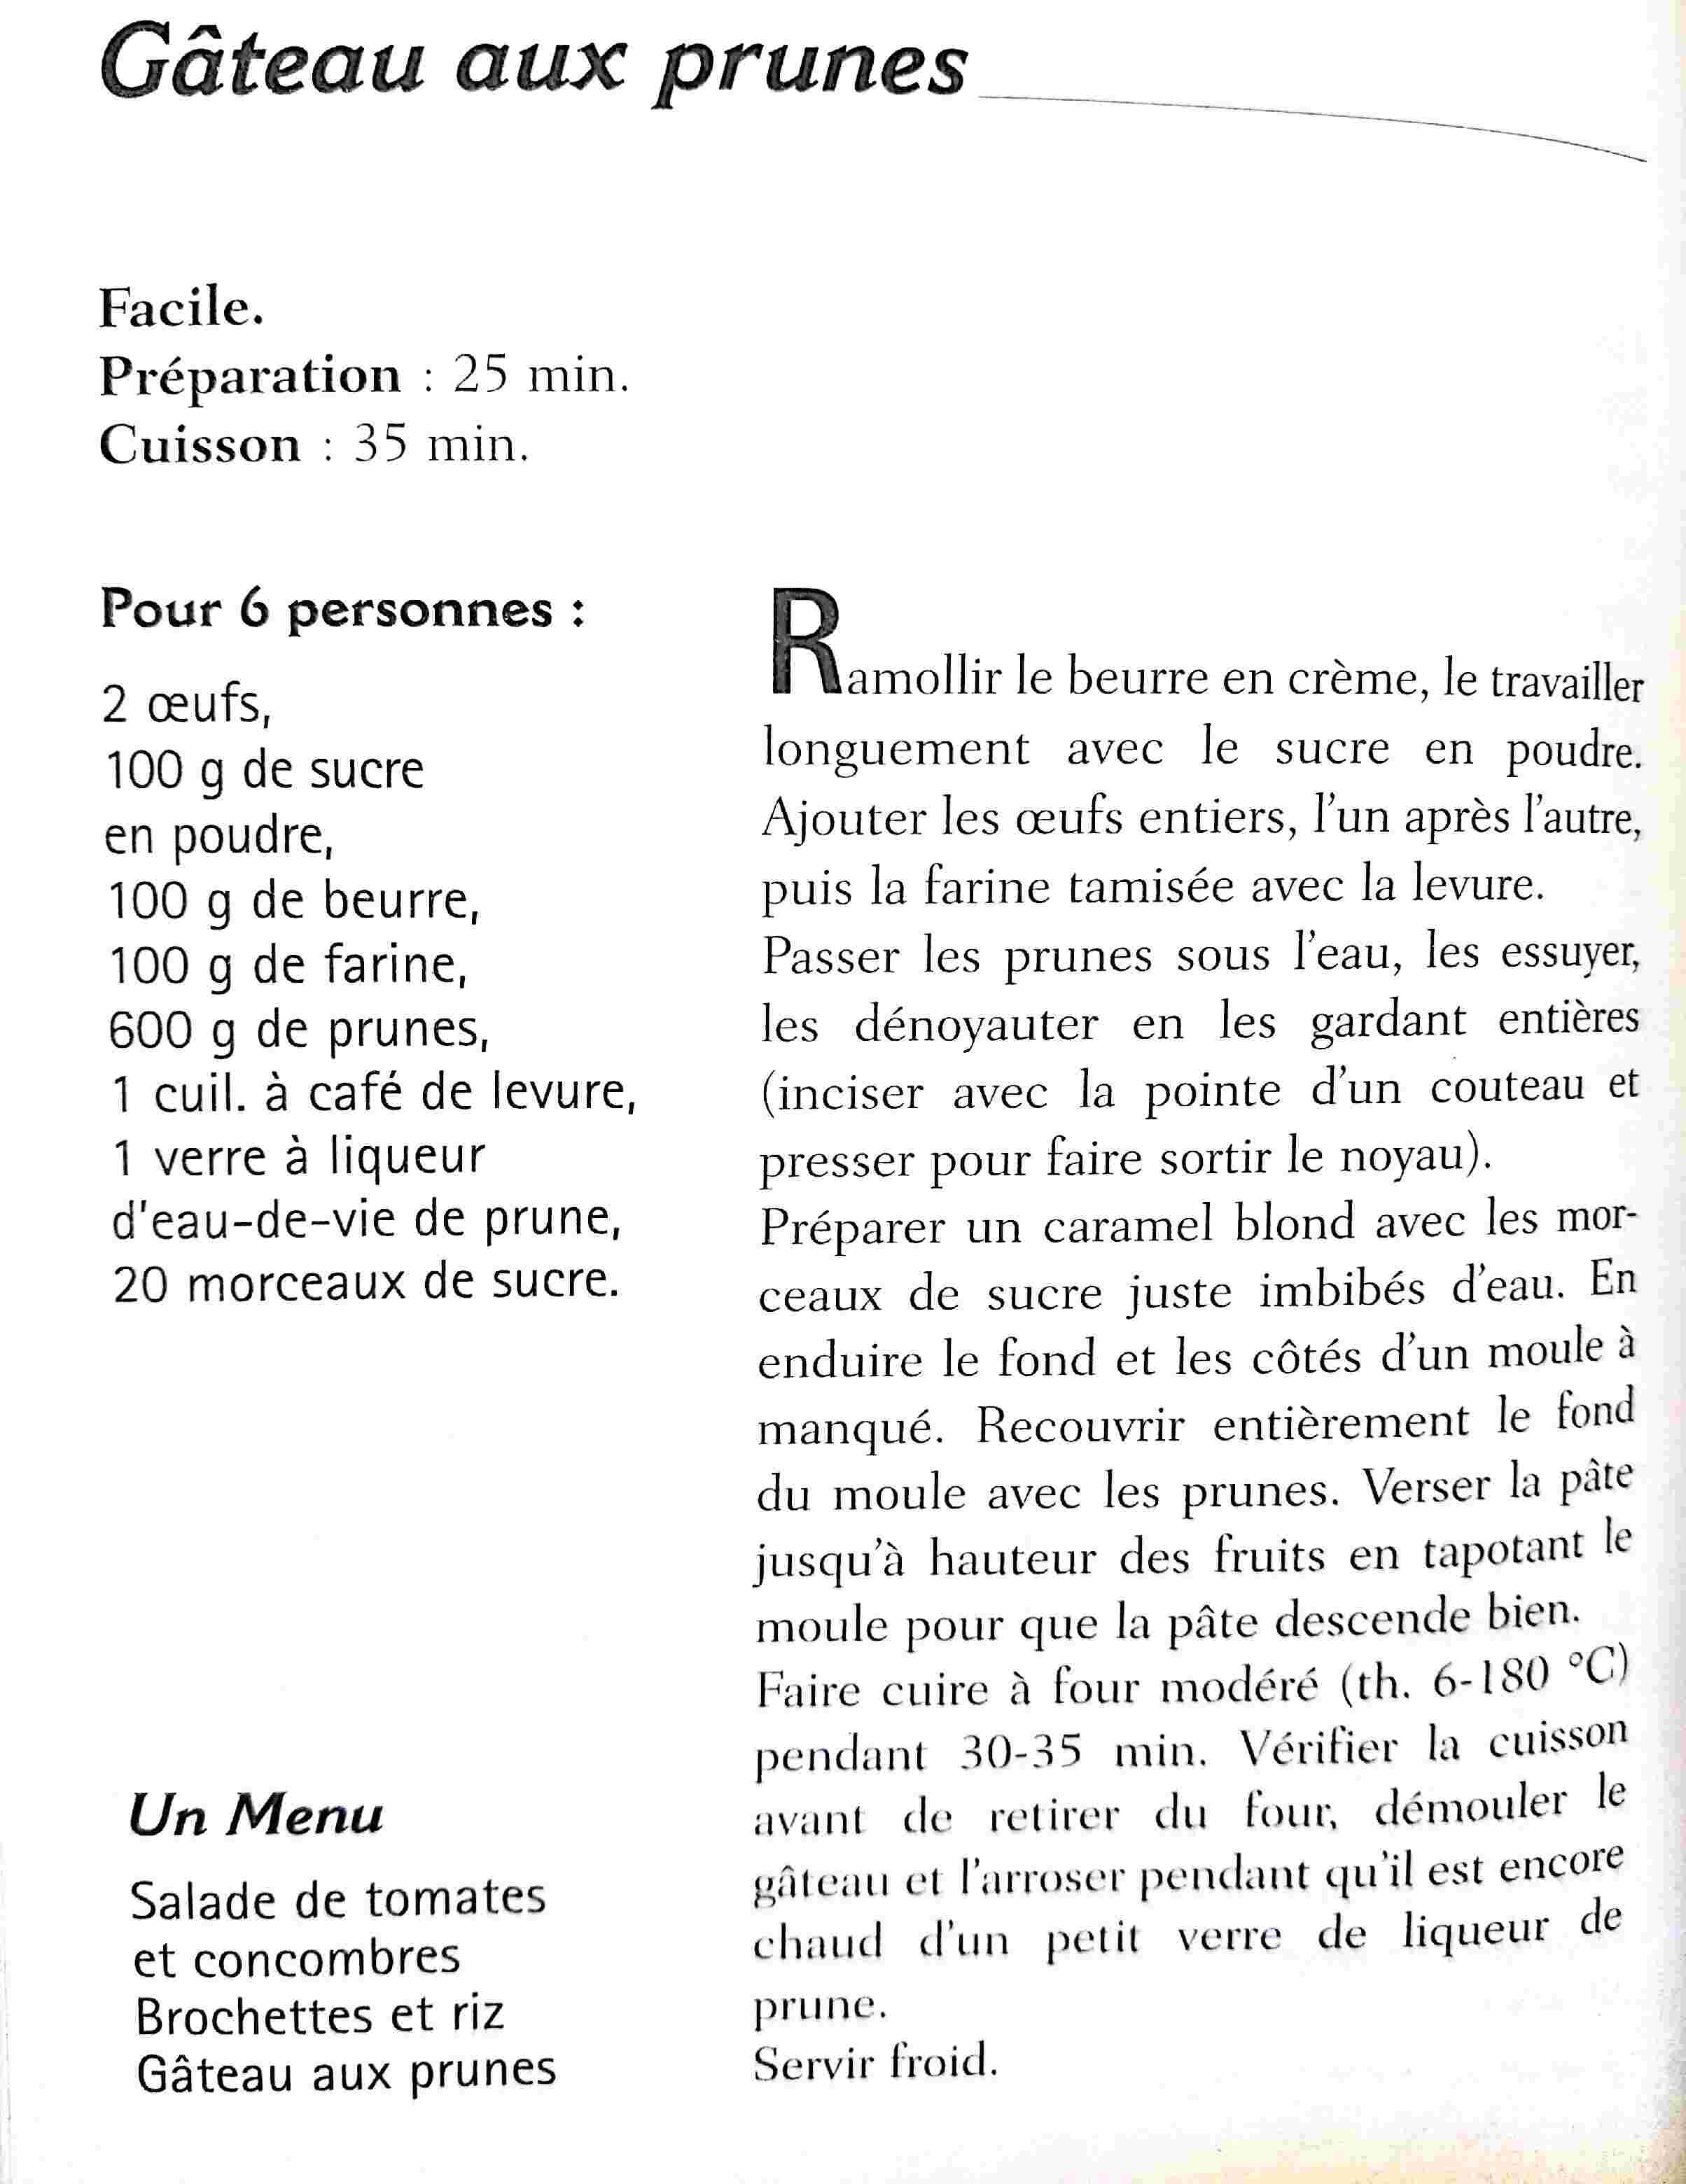 Gâteau aux prunes
Facile.
Préparation : 25 min.
Cuisson : 35 min.
Pour 6 personnes :
2 œufs,
100 g de sucre
en poudre,
100 g de beurre,
100 g de farine,
600 g de prunes,
1 cuil. à café de levure,
1 verre à liqueur
d'eau-de-vie de prune,
20 morceaux de sucre.
Ramollir le beurre en crème, le travailler
longuement avec le sucre en poudre.
Ajouter les œufs entiers, l'un après l'autre,
puis la farine tamisée avec la levure.
Passer les prunes sous l'eau, les essuyer,
les dénoyauter en les gardant entières
(inciser avec la pointe d'un couteau et
presser pour faire sortir le noyau).
Préparer un caramel blond avec les mor-
ceaux de sucre juste imbibés d'eau. En
enduire le fond et les côtés d'un moule à
manqué. Recouvrir entièrement le fond
du moule avec les prunes. Verser la pâte
jusqu'à hauteur des fruits en tapotant le
moule pour que la pâte descende bien.
Faire cuire à four modéré (th. 6-180 °C)
pendant 30-35 min. Vérifier la cuisson
avant de retirer du four, démouler le
gâteau et l'arroser pendant qu'il est encore
chaud d'un petit verre de liqueur de
prune.
Servir froid.
Un Menu
Salade de tomates
et concombres
Brochettes et riz
Gâteau aux prunes